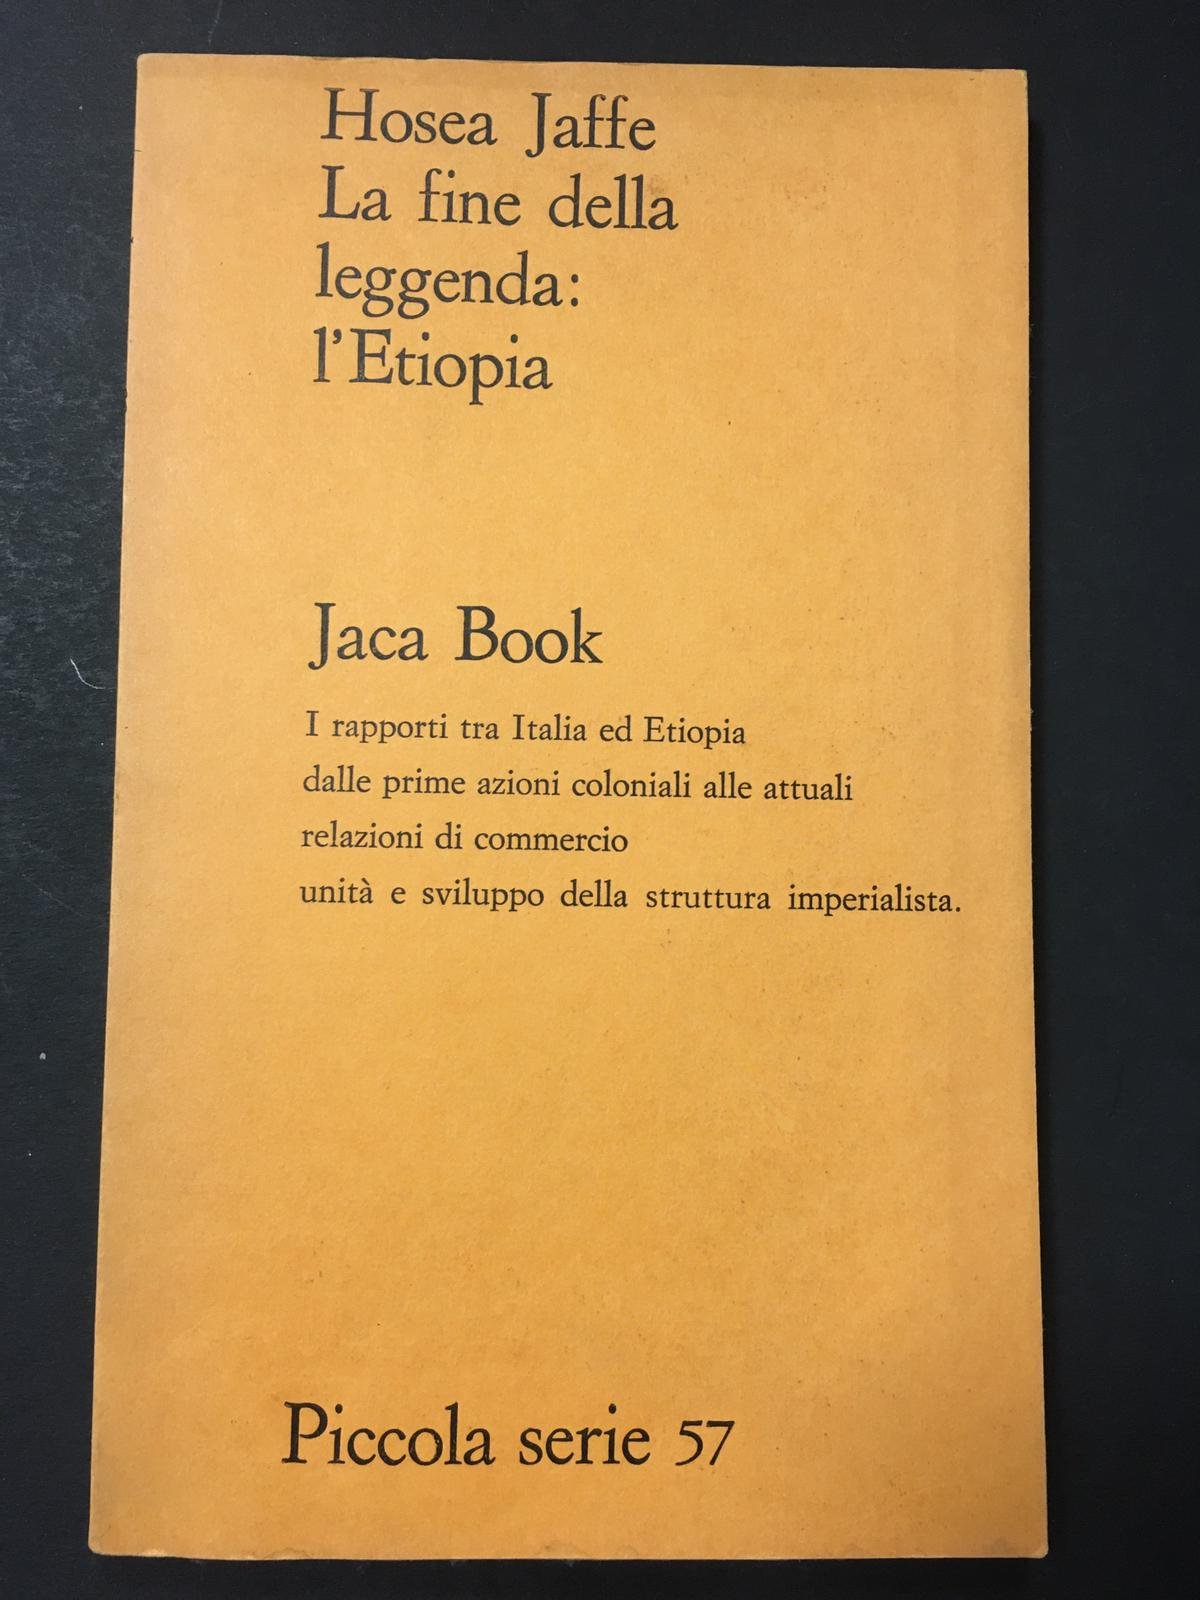 Hosea Jaffe
La fine della
leggenda:
l'Etiopia
Jaca Book
I rapporti tra Italia ed Etiopia
dalle prime azioni coloniali alle attuali
relazioni di commercio
unità e sviluppo della struttura imperialista.
Piccola serie 57